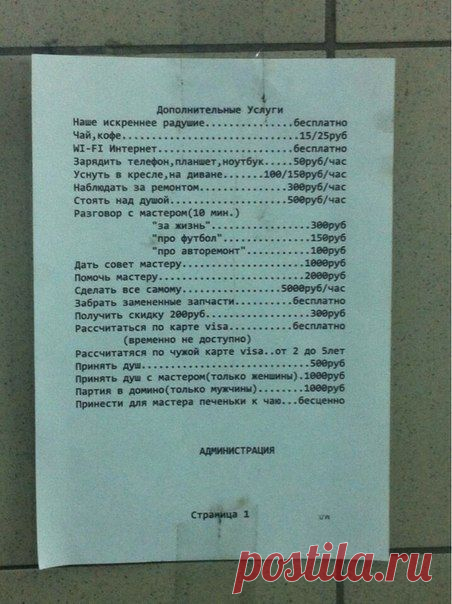 Дополнительные Услуги
Наше искреннее радушие..............бесплатно
Чай,кофе............................15/25руб
WI-FI Интернет......................бесплатно
Зарядить телефон,планшет,ноутбук.....50руб/час
Уснуть в кресле,на диване.......100/150руб/час
Наблюдать за ремонтом..............300руб/час
Стоять над душой...................500руб/час
Разговор с мастером(10 мин.)
"за жизнь"...............300руб
"про футбол".............150руб
"про авторемонт"..........100руб
Дать совет мастеру...................1000руб
Помочь мастеру.......................2000руб
Сделать все самому................5000руб/час
Забрать замененные запчасти.........бесплатно
Получить скидку 200руб.................300руб
Рассчитаться по карте visa..........бесплатно
(временно не доступно)
Рассчитатяся по чужой карте visa..от 2 до 5лет
Принять душ...........................500руб
Принять душ с мастером(только женщины).1000руб
Партия в домино(только мужчины).......1000руб
Принести для мастера печеньки к чаю...бесценно
АДМИНИСТРАЦИЯ
Страница 1
postila.ru